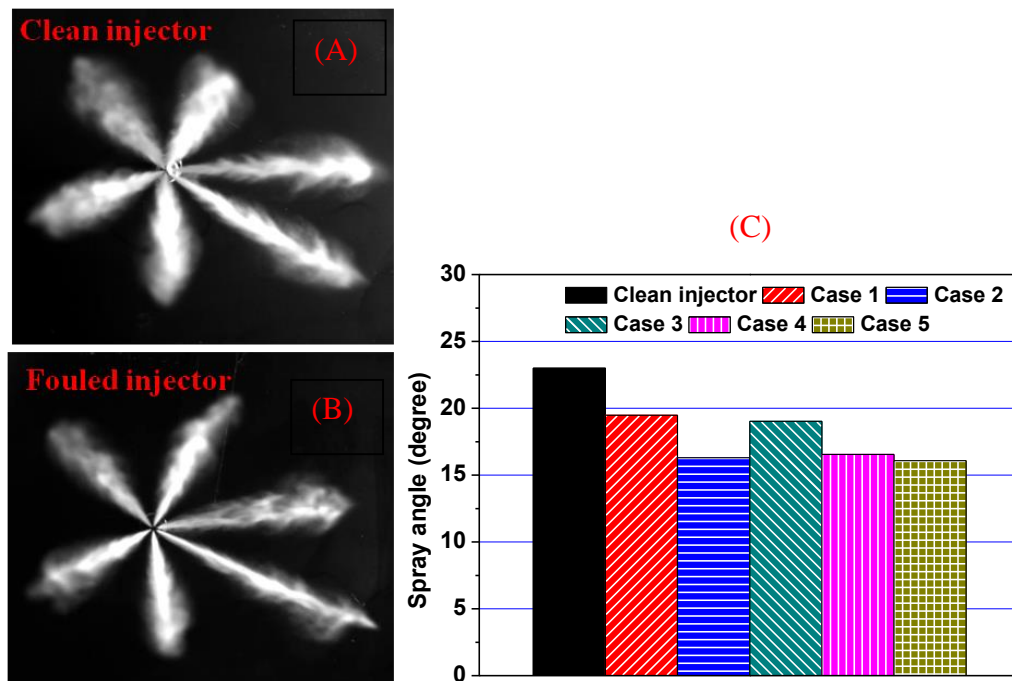 Clean injector
(A)
Fouled injector
(B)
(C)
30
25
20
15
10
5
0
Spray angle (degree)
Clean injector Case 1 Case 2
Case 3 Case 4 Case 5